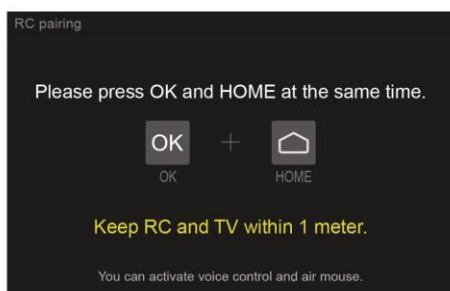 RC pairing
Please press OK and HOME at the same time.
OK +
OK HOME
Keep RC and TV within 1 meter.
You can activate voice control and air mouse.